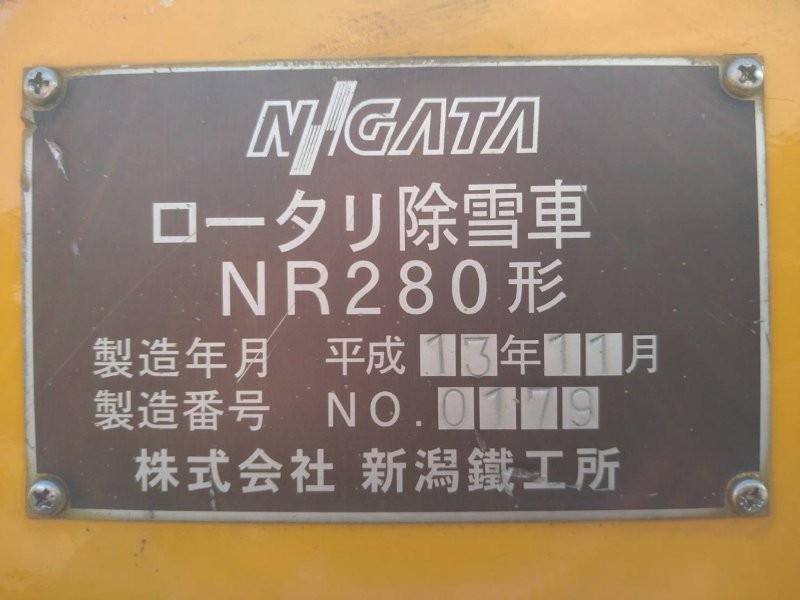 NIIGATA
ロータリ除雪車
NR280形
製造年月 平成13年11月
製造番号 NO.0179
株式会社 新潟鐵工所